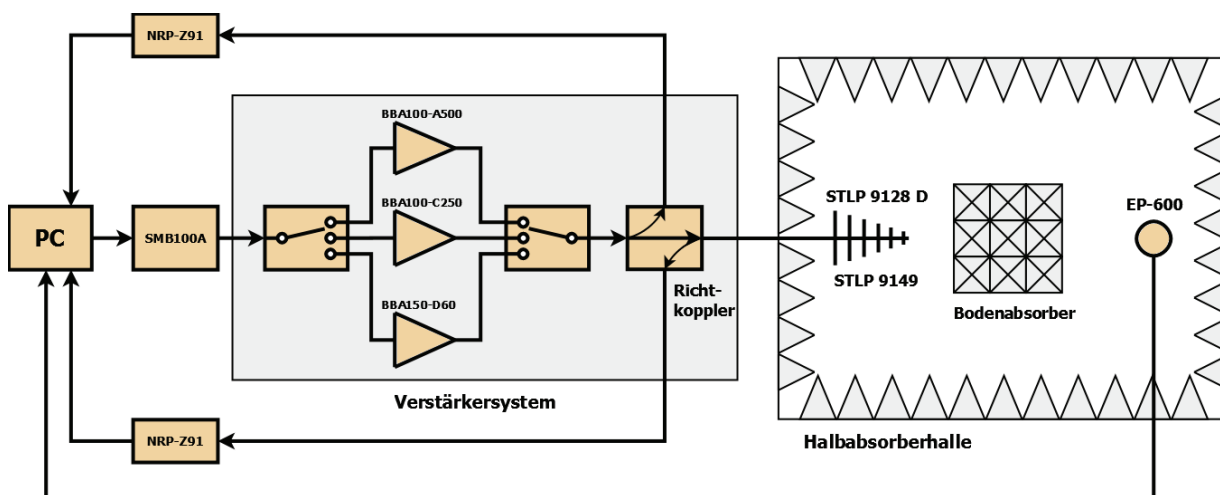 NRP-Z91
BBA100-A500
BBA100-C250
BBA150-D60
PC
SMB100A
Richt-
koppler
Verstärkersystem
NRP-Z91
STLP 9128 D
STLP 9149
Bodenabsorber
EP-600
Halbabsorberhalle